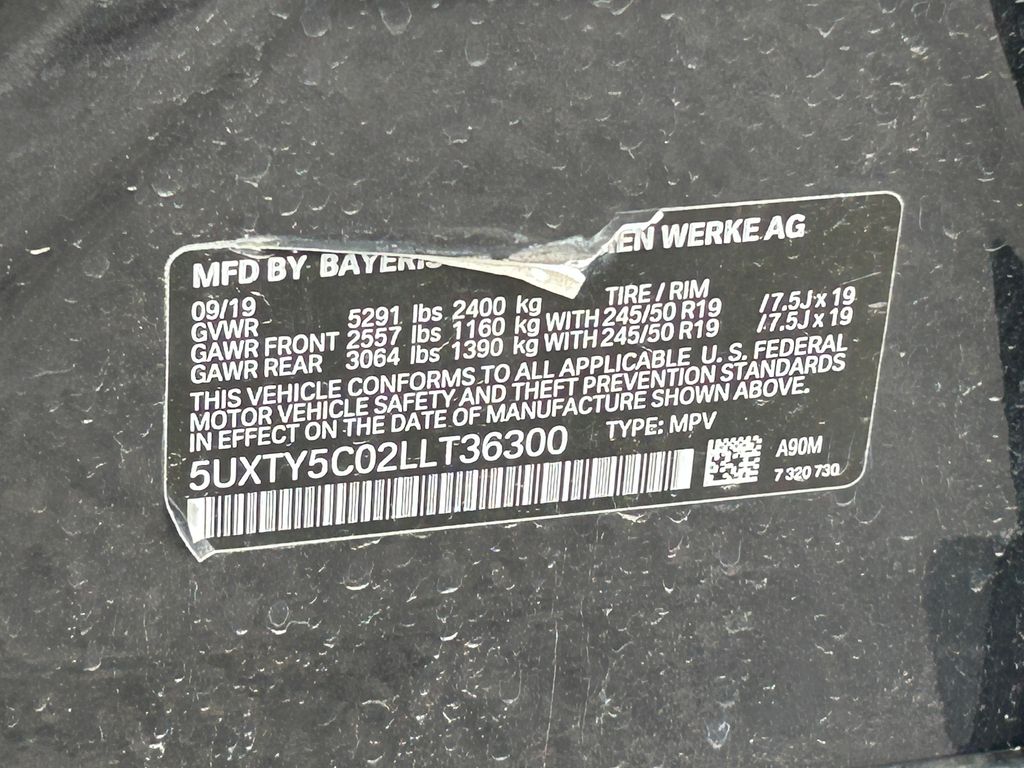 MFD BY BAYERIS EN WERKE AG
09/19 TIRE / RIM
GVWR 5291 lbs 2400 kg
GAWR FRONT 2557 lbs 1160 kg WITH 245/50 R19 /7.5J x 19
GAWR REAR 3064 lbs 1390 kg WITH 245/50 R19 /7.5J x 19
THIS VEHICLE CONFORMS TO ALL APPLICABLE U. S. FEDERAL
MOTOR VEHICLE SAFETY AND THEFT PREVENTION STANDARDS
IN EFFECT ON THE DATE OF MANUFACTURE SHOWN ABOVE.
5UXTY5C02LLT36300 TYPE: MPV
A90M
7 320 730